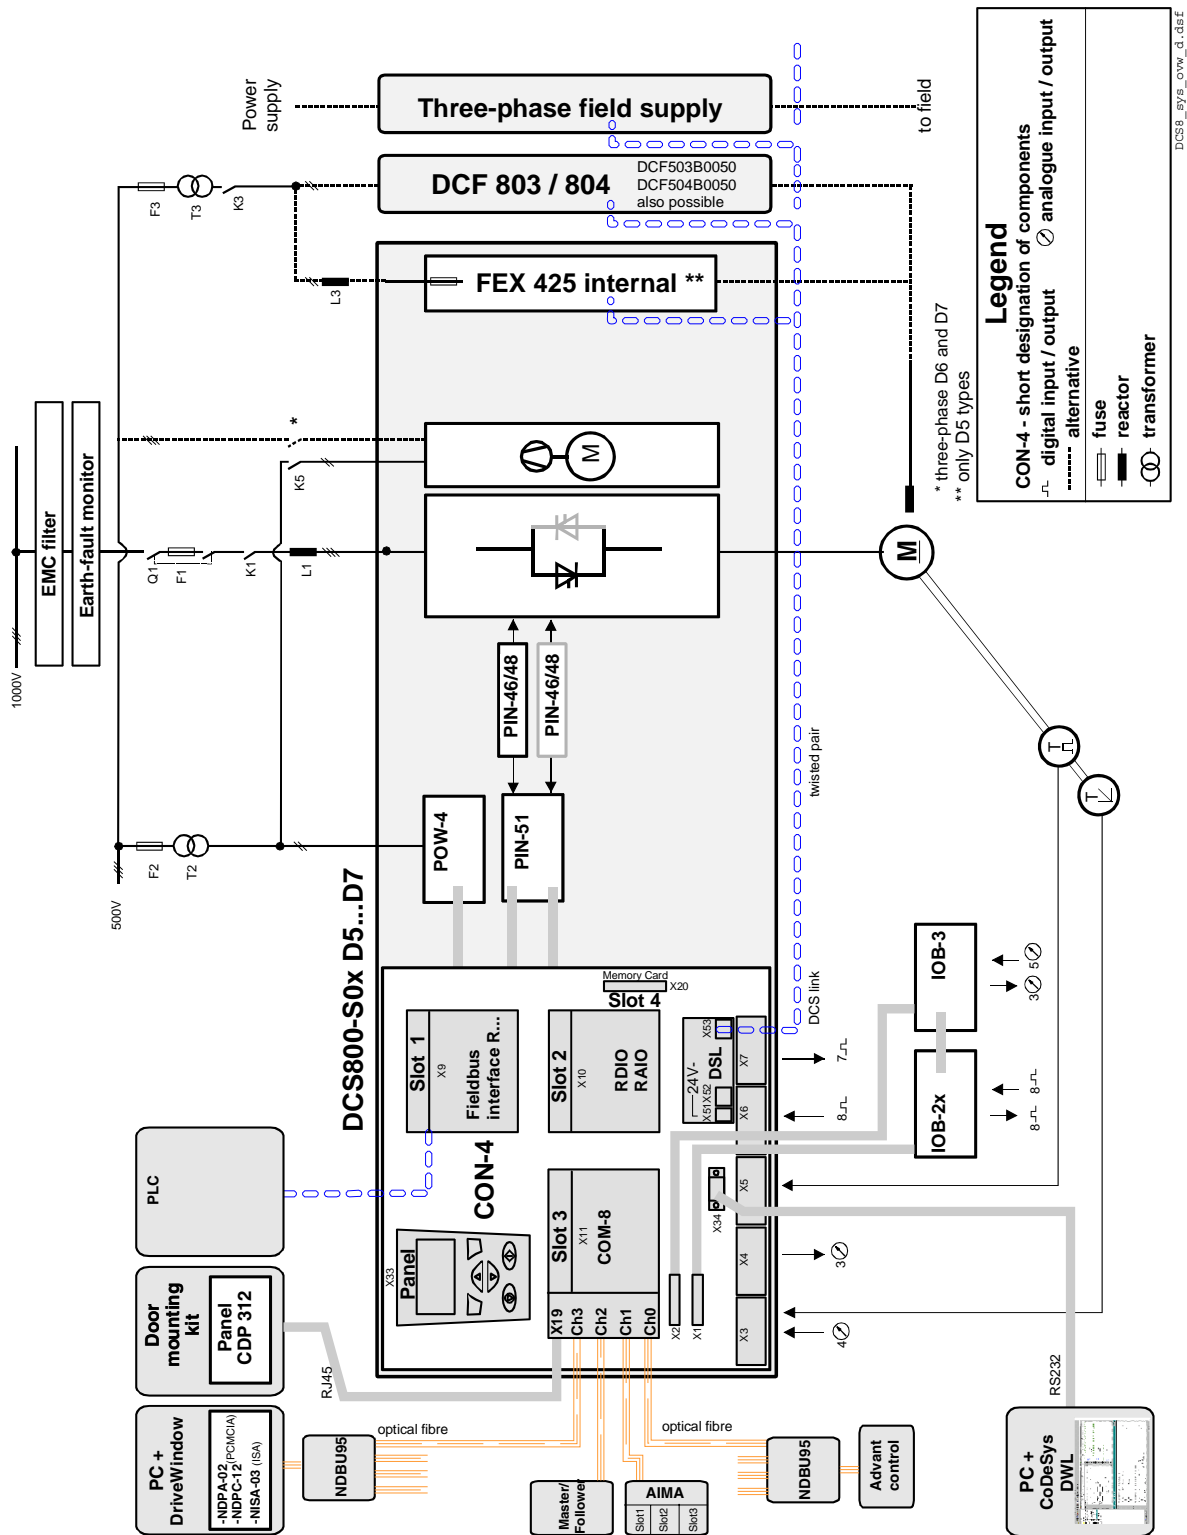 DCS800-S0x D5...D7
1000V
EMC filter
Earth-fault monitor
500V
F2
T2
Q1
F1
K1
L1
K5
*
F3
T3
K3
L3
Power
supply
Three-phase field supply
to field
DCF 803 / 804
DCF503B0050
DCF504B0050
also possible
FEX 425 internal **
M
M
T
T
PIN-46/48
PIN-46/48
POW-4
PIN-51
twisted pair
DCS link
PLC
Door
mounting
kit
Panel
CDP 312
PC +
DriveWindow
-NDPA-02
-NDPC-12 (PCMCIA)
-NISA-03 (ISA)
RJ45
NDBU95
optical fibre
Master/
Follower
AIMA
Slot1
Slot2
Slot3
optical fibre
NDBU95
Advant
control
CON-4
Slot 1
X9
Fieldbus
interface R...
Slot 2
X10
RDIO
RAIO
Memory Card
X20
Slot 4
Slot 3
X11
COM-8
X33
Panel
X19
Ch3
Ch2
Ch1
Ch0
X2
X1
X34
24V-
X51
X52
X53
DSL
X3
X4
X5
X6
X7
4
3
8
7
IOB-2x
IOB-3
8
8
3
5
RS232
PC +
CoDeSys
DWL
* three-phase D6 and D7
** only D5 types
Legend
CON-4 - short designation of components
digital input / output
analogue input / output
alternative
fuse
reactor
transformer
DCS8_sys_ovw_d.dsf